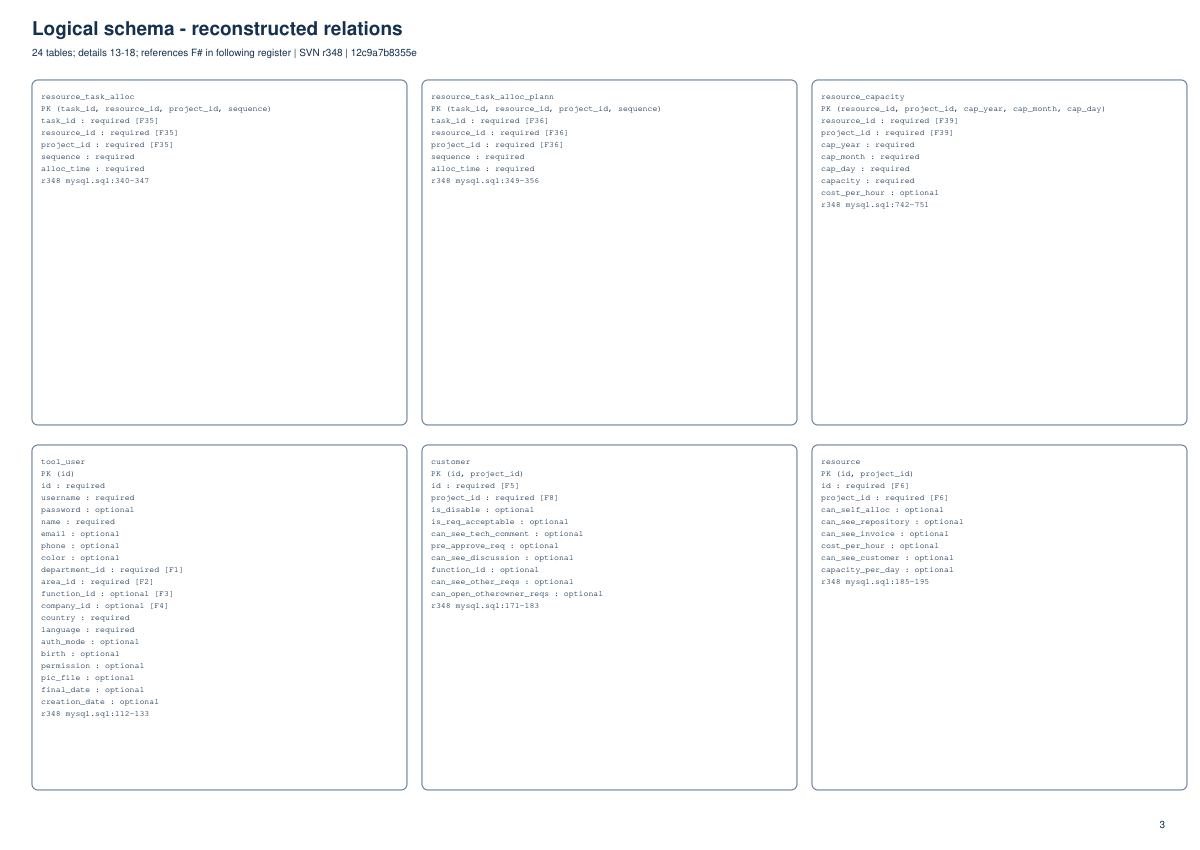 Logical schema - reconstructed relations
24 tables; details 13-18; references F# in following register | SVN r348 | 12c9a7b8355e
resource_task_alloc
PK (task_id, resource_id, project_id, sequence)
task_id : required [F35]
resource_id : required [F35]
project_id : required [F35]
sequence : required
alloc_time : required
r348 mysql.sql:340-347
resource_task_alloc_plann
PK (task_id, resource_id, project_id, sequence)
task_id : required [F36]
resource_id : required [F36]
project_id : required [F36]
sequence : required
alloc_time : required
r348 mysql.sql:349-356
resource_capacity
PK (resource_id, project_id, cap_year, cap_month, cap_day)
resource_id : required [F39]
project_id : required [F39]
cap_year : required
cap_month : required
cap_day : required
capacity : required
cost_per_hour : optional
r348 mysql.sql:742-751
tool_user
PK (id)
id : required
username : required
password : optional
name : required
email : optional
phone : optional
color : optional
department_id : required [F1]
area_id : required [F2]
function_id : optional [F3]
company_id : optional [F4]
country : required
language : required
auth_mode : optional
birth : optional
permission : optional
pic_file : optional
final_date : optional
creation_date : optional
r348 mysql.sql:112-133
customer
PK (id, project_id)
id : required [F5]
project_id : required [F8]
is_disable : optional
is_req_acceptable : optional
can_see_tech_comment : optional
pre_approve_req : optional
can_see_discussion : optional
function_id : optional
can_see_other_reqs : optional
can_open_otherowner_reqs : optional
r348 mysql.sql:171-183
resource
PK (id, project_id)
id : required [F6]
project_id : required [F6]
can_self_alloc : optional
can_see_repository : optional
can_see_invoice : optional
cost_per_hour : optional
can_see_customer : optional
capacity_per_day : optional
r348 mysql.sql:185-195
3